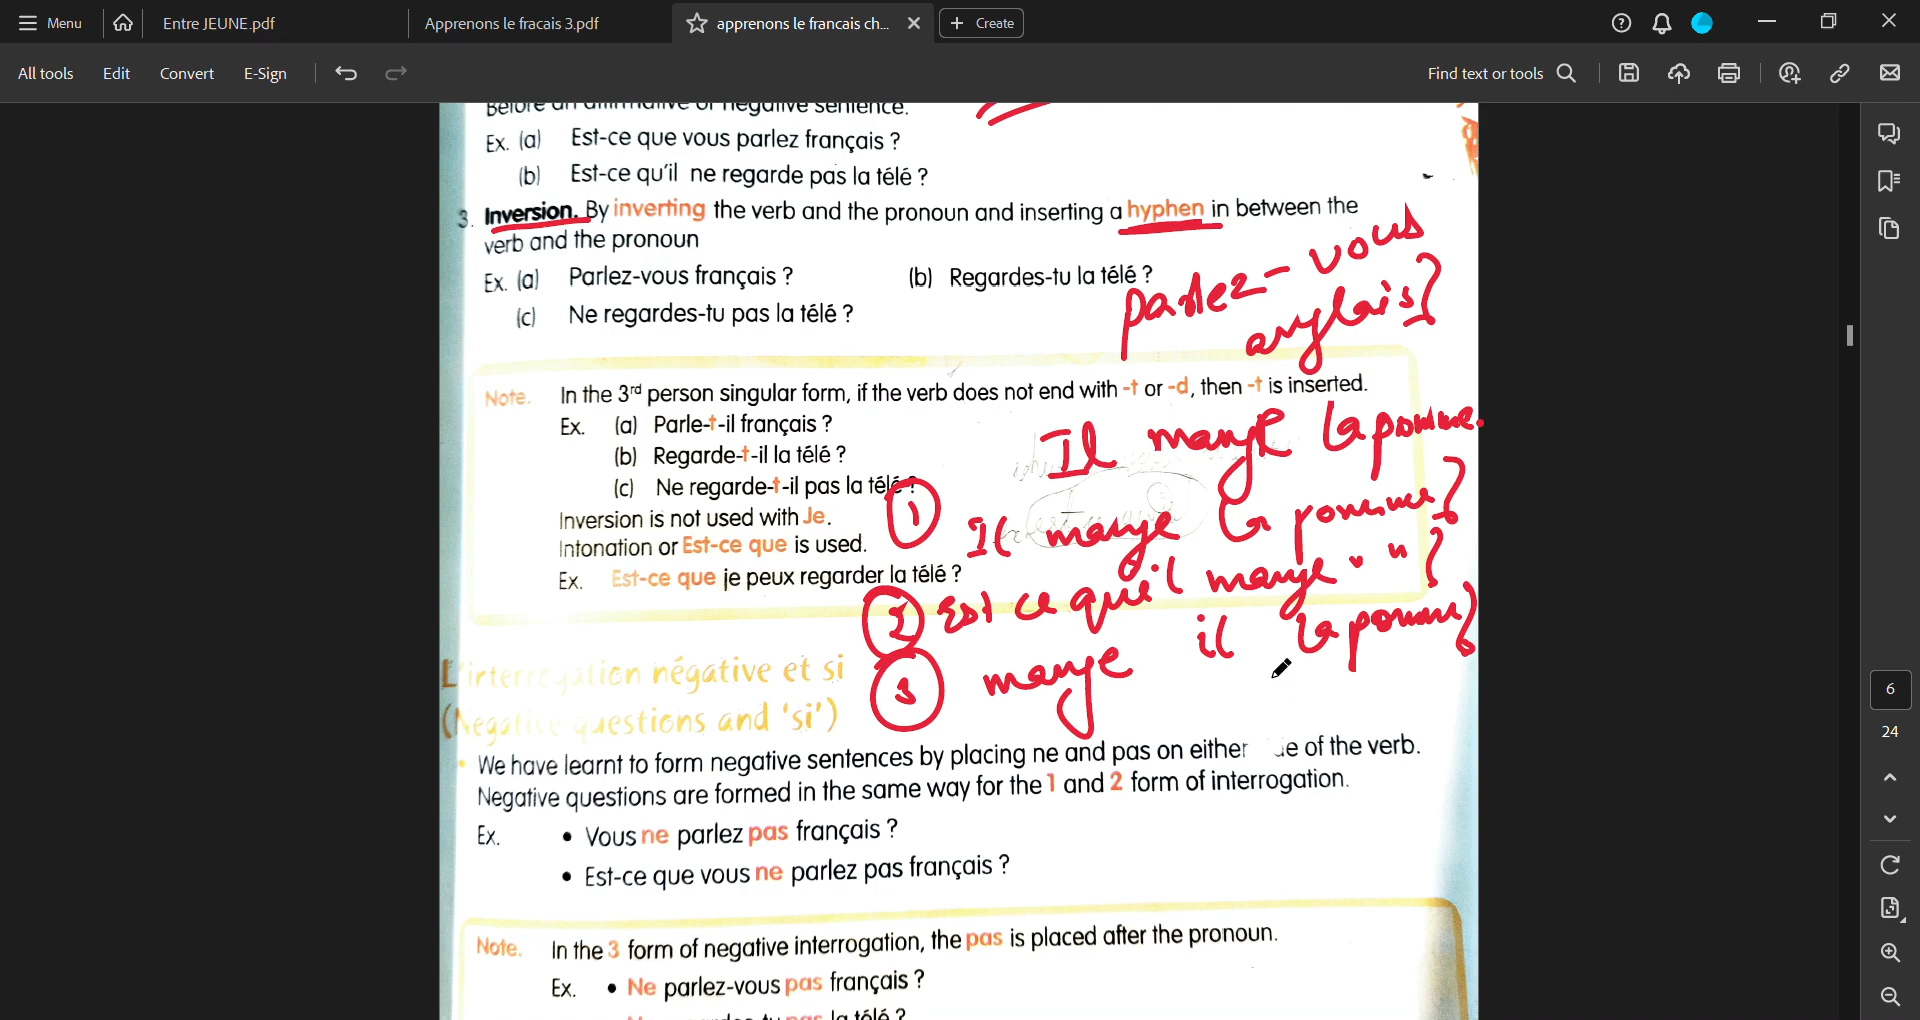 Menu
Entre JEUNE.pdf
Apprenons le fracais 3.pdf
apprenons le francais ch...
Create
All tools
Edit
Convert
E-Sign
Find text or tools
Before an affirmative or negative sentence.
Ex. (a) Est-ce que vous parlez français ?
(b) Est-ce qu'il ne regarde pas la télé ?
3. Inversion. By inverting the verb and the pronoun and inserting a hyphen in between the
verb and the pronoun
Ex. (a) Parlez-vous français ? (b) Regardes-tu la télé ?
(c) Ne regardes-tu pas la télé ?
parlez-vous
anglais?
Note. In the 3rd person singular form, if the verb does not end with -t or -d, then -t is inserted.
Ex. (a) Parle-t-il français ?
(b) Regarde-t-il la télé ?
(c) Ne regarde-t-il pas la télé ?
Inversion is not used with Je.
Intonation or Est-ce que is used.
Ex. Est-ce que je peux regarder la télé ?
Il mange la pomme.
1 Il mange la pomme?
2 Est ce qu'il mange " " ?
3 mange il la pomme?
L'interrogation négative et si
(Negative questions and 'si')
We have learnt to form negative sentences by placing ne and pas on either of the verb.
Negative questions are formed in the same way for the 1 and 2 form of interrogation.
Ex. • Vous ne parlez pas français ?
• Est-ce que vous ne parlez pas français ?
Note. In the 3 form of negative interrogation, the pas is placed after the pronoun.
Ex. • Ne parlez-vous pas français ?
pas la télé ?
6
24